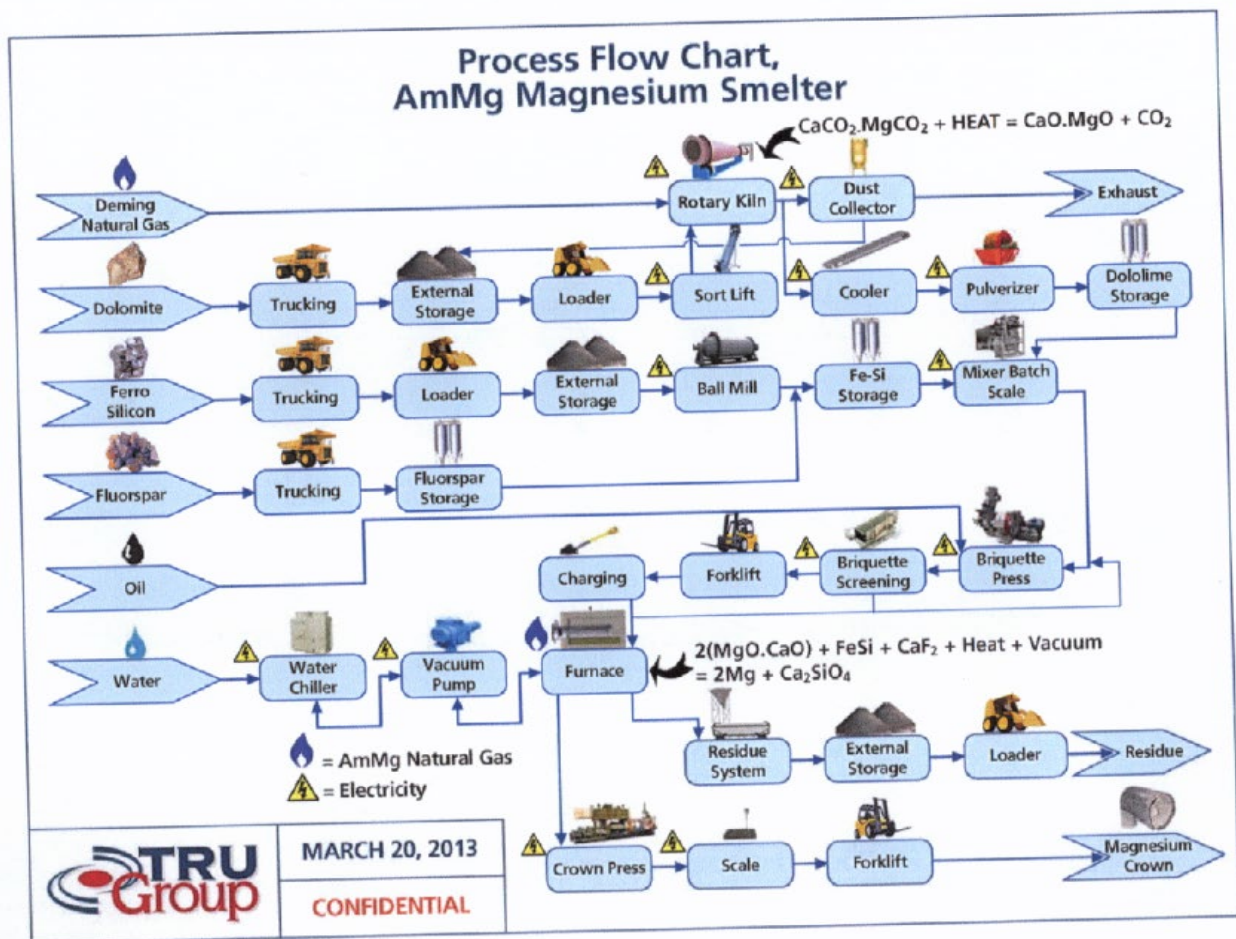 Process Flow Chart,
AmMg Magnesium Smelter
CaCO₂.MgCO₂ + HEAT = CaO.MgO + CO₂
Deming
Natural Gas
Rotary Kiln
Dust
Collector
Exhaust
Dolomite
Trucking
External
Storage
Loader
Sort Lift
Cooler
Pulverizer
Dololime
Storage
Ferro
Silicon
Trucking
Loader
External
Storage
Ball Mill
Fe-Si
Storage
Mixer Batch
Scale
Fluorspar
Trucking
Fluorspar
Storage
Oil
Charging
Forklift
Briquette
Screening
Briquette
Press
Water
Water
Chiller
Vacuum
Pump
Furnace
2(MgO.CaO) + FeSi + CaF₂ + Heat + Vacuum
= 2Mg + Ca₂SiO₄
Residue
System
External
Storage
Loader
Residue
= AmMg Natural Gas
= Electricity
Crown Press
Scale
Forklift
Magnesium
Crown
TRU
Group
MARCH 20, 2013
CONFIDENTIAL